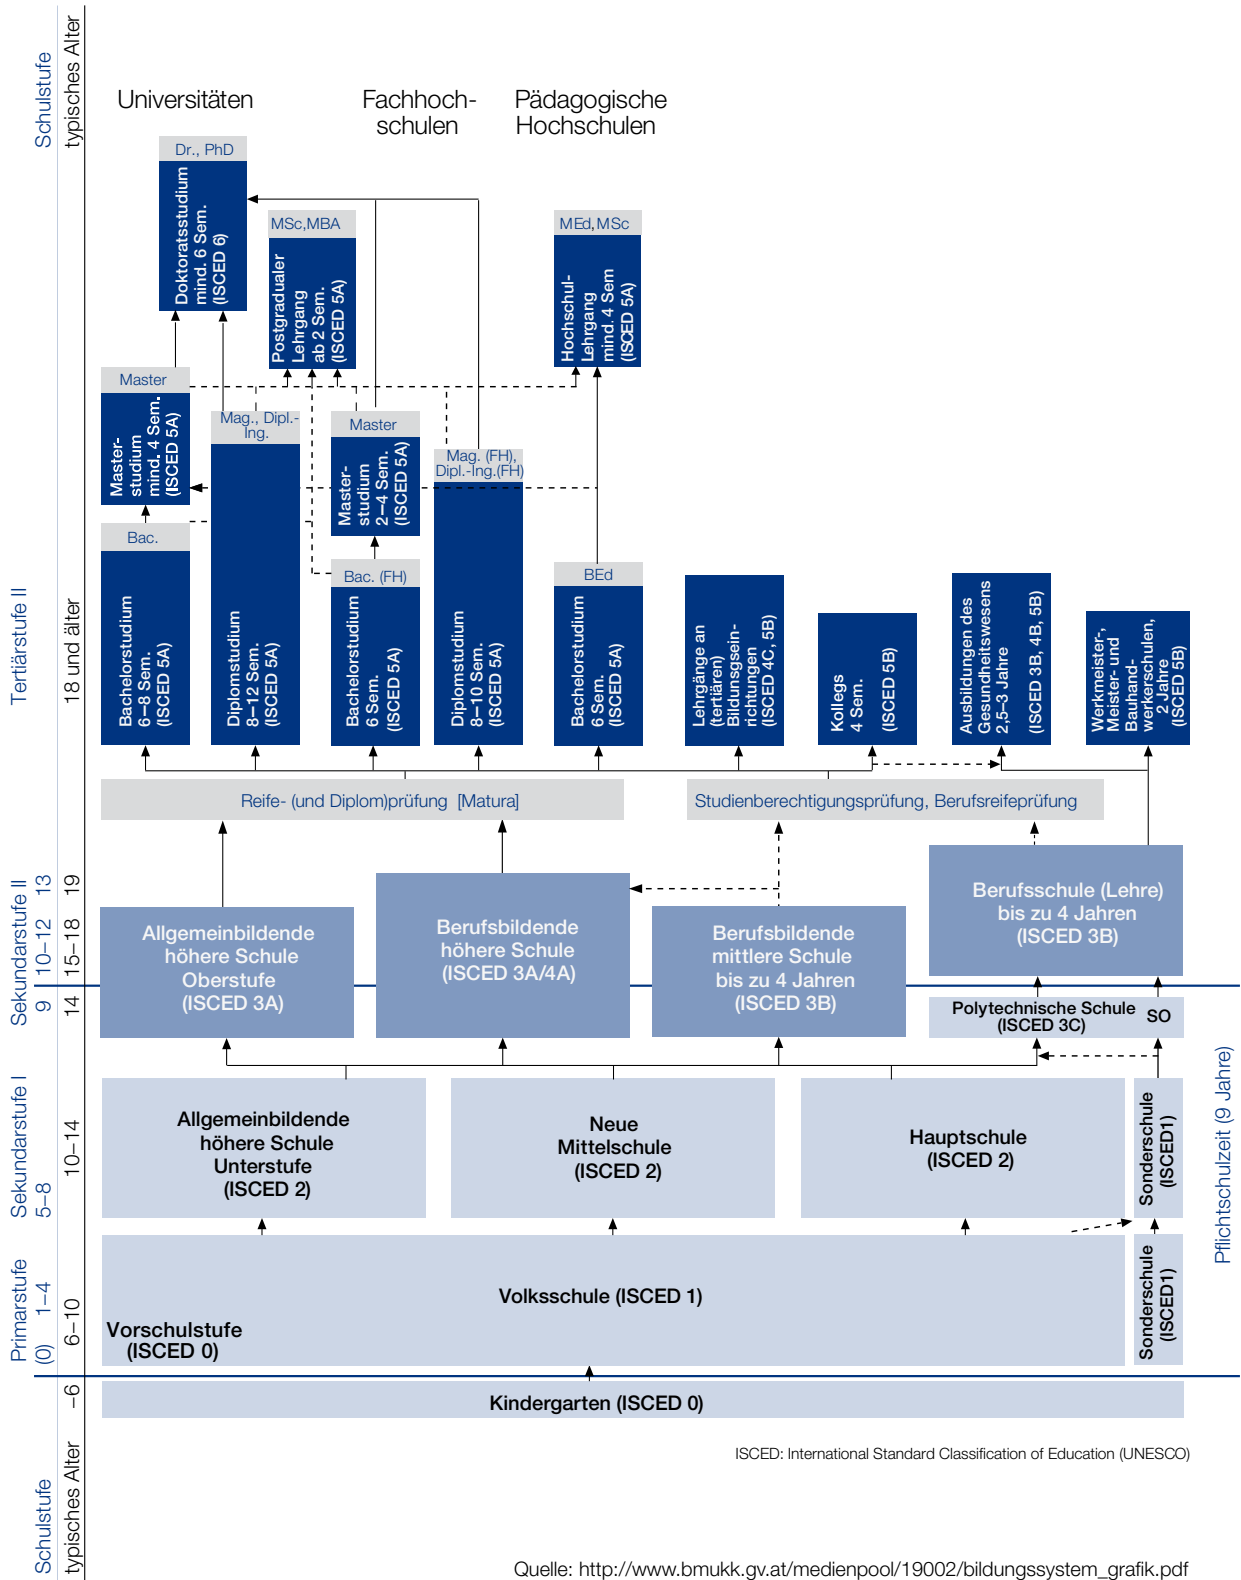 Schulstufe
typisches Alter
Universitäten
Fachhoch-
schulen
Pädagogische
Hochschulen
Dr., PhD
Doktoratsstudium
mind. 6 Sem.
(ISCED 6)
MSc,MBA
Postgradualer
Lehrgang
ab 2 Sem.
(ISCED 5A)
MEd, MSc
Hochschul-
Lehrgang
mind. 4 Sem
(ISCED 5A)
Master
Master-
studium
mind. 4 Sem.
(ISCED 5A)
Mag., Dipl.-
Ing.
Diplomstudium
8–12 Sem.
(ISCED 5A)
Master
Master-
studium
2–4 Sem.
(ISCED 5A)
Mag. (FH),
Dipl.-Ing.(FH)
Diplomstudium
8–10 Sem.
(ISCED 5A)
Bac.
Bachelorstudium
6–8 Sem.
(ISCED 5A)
Bac. (FH)
Bachelorstudium
6 Sem.
(ISCED 5A)
BEd
Bachelorstudium
6 Sem.
(ISCED 5A)
Lehrgänge an
(tertiären)
Bildungsein-
richtungen
(ISCED 4C, 5B)
Kollegs
4 Sem.
(ISCED 5B)
Ausbildungen des
Gesundheitswesens
2,5–3 Jahre
(ISCED 3B, 4B, 5B)
Werkmeister-,
Meister- und
Bauhand-
werkerschulen,
2 Jahre
(ISCED 5B)
Tertiärstufe II
18 und älter
Reife- (und Diplom)prüfung [Matura]
Studienberechtigungsprüfung, Berufsreifeprüfung
Sekundarstufe II
9
10–12
13
14
15–18
19
Allgemeinbildende
höhere Schule
Oberstufe
(ISCED 3A)
Berufsbildende
höhere Schule
(ISCED 3A/4A)
Berufsbildende
mittlere Schule
bis zu 4 Jahren
(ISCED 3B)
Berufsschule (Lehre)
bis zu 4 Jahren
(ISCED 3B)
Polytechnische Schule
(ISCED 3C)
SO
Sekundarstufe I
5–8
10–14
Allgemeinbildende
höhere Schule
Unterstufe
(ISCED 2)
Neue
Mittelschule
(ISCED 2)
Hauptschule
(ISCED 2)
Sonderschule
(ISCED1)
Pflichtschulzeit (9 Jahre)
Primarstufe
(0)
1–4
6–10
Volksschule (ISCED 1)
Vorschulstufe
(ISCED 0)
Sonderschule
(ISCED1)
–6
Kindergarten (ISCED 0)
ISCED: International Standard Classification of Education (UNESCO)
Schulstufe
typisches Alter
Quelle: http://www.bmukk.gv.at/medienpool/19002/bildungssystem_grafik.pdf